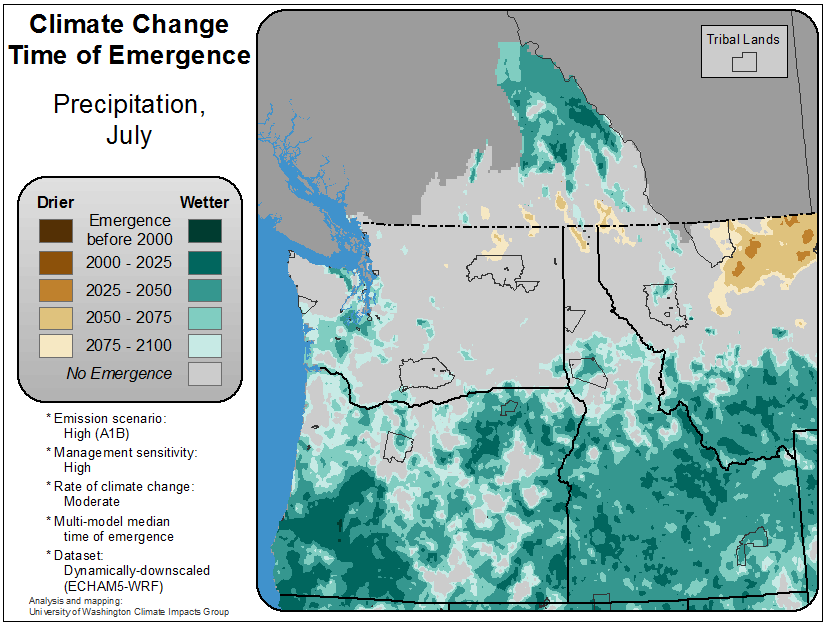 Climate Change
Time of Emergence
Precipitation,
July
Drier
Wetter
Emergence
before 2000
2000 - 2025
2025 - 2050
2050 - 2075
2075 - 2100
No Emergence
* Emission scenario:
High (A1B)
* Management sensitivity:
High
* Rate of climate change:
Moderate
* Multi-model median
time of emergence
* Dataset:
Dynamically-downscaled
(ECHAM5-WRF)
Analysis and mapping:
University of Washington Climate Impacts Group
Tribal Lands